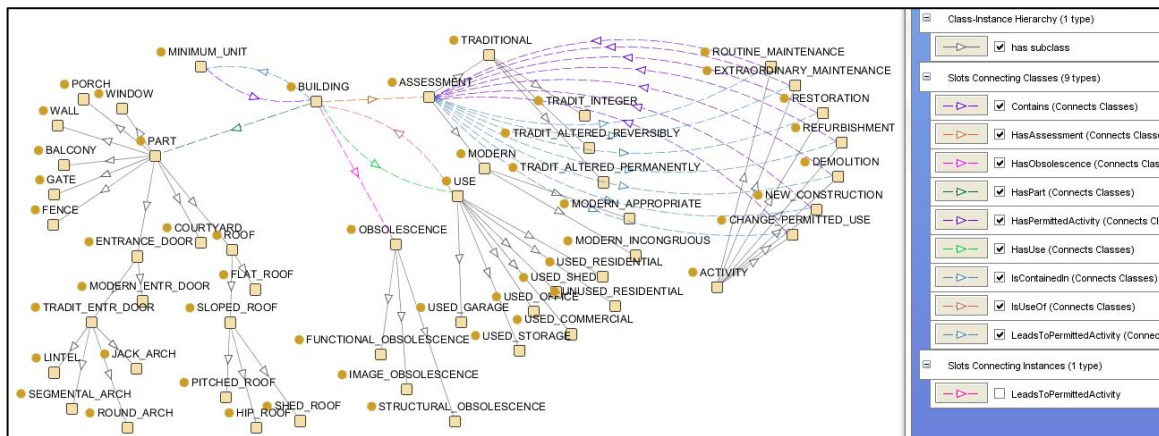 TRADITIONAL
MINIMUM_UNIT
ROUTINE_MAINTENANCE
EXTRAORDINARY_MAINTENANCE
PORCH
WINDOW
BUILDING
ASSESSMENT
TRADIT_INTEGER
RESTORATION
WALL
PART
TRADIT_ALTERED_REVERSIBLY
REFURBISHMENT
BALCONY
MODERN
TRADIT_ALTERED_PERMANENTLY
DEMOLITION
GATE
USE
MODERN_APPROPRIATE
NEW_CONSTRUCTION
FENCE
COURTYARD
CHANGE_PERMITTED_USE
ENTRANCE_DOOR
ROOF
OBSOLESCENCE
MODERN_INCONGRUOUS
FLAT_ROOF
USED_RESIDENTIAL
ACTIVITY
MODERN_ENTR_DOOR
USED_SHED
UNUSED_RESIDENTIAL
TRADIT_ENTR_DOOR
SLOPED_ROOF
USED_GARAGE
USED_OFFICE
USED_COMMERCIAL
FUNCTIONAL_OBSOLESCENCE
USED_STORAGE
LINTEL
JACK_ARCH
IMAGE_OBSOLESCENCE
SEGMENTAL_ARCH
PITCHED_ROOF
ROUND_ARCH
HIP_ROOF
SHED_ROOF
STRUCTURAL_OBSOLESCENCE
Class-Instance Hierarchy (1 type)
has subclass
Slots Connecting Classes (9 types)
Contains (Connects Classes)
HasAssessment (Connects Classe
HasObsolescence (Connects Clas
HasPart (Connects Classes)
HasPermittedActivity (Connects Cl
HasUse (Connects Classes)
IsContainedIn (Connects Classes)
IsUseOf (Connects Classes)
LeadsToPermittedActivity (Connec
Slots Connecting Instances (1 type)
LeadsToPermittedActivity